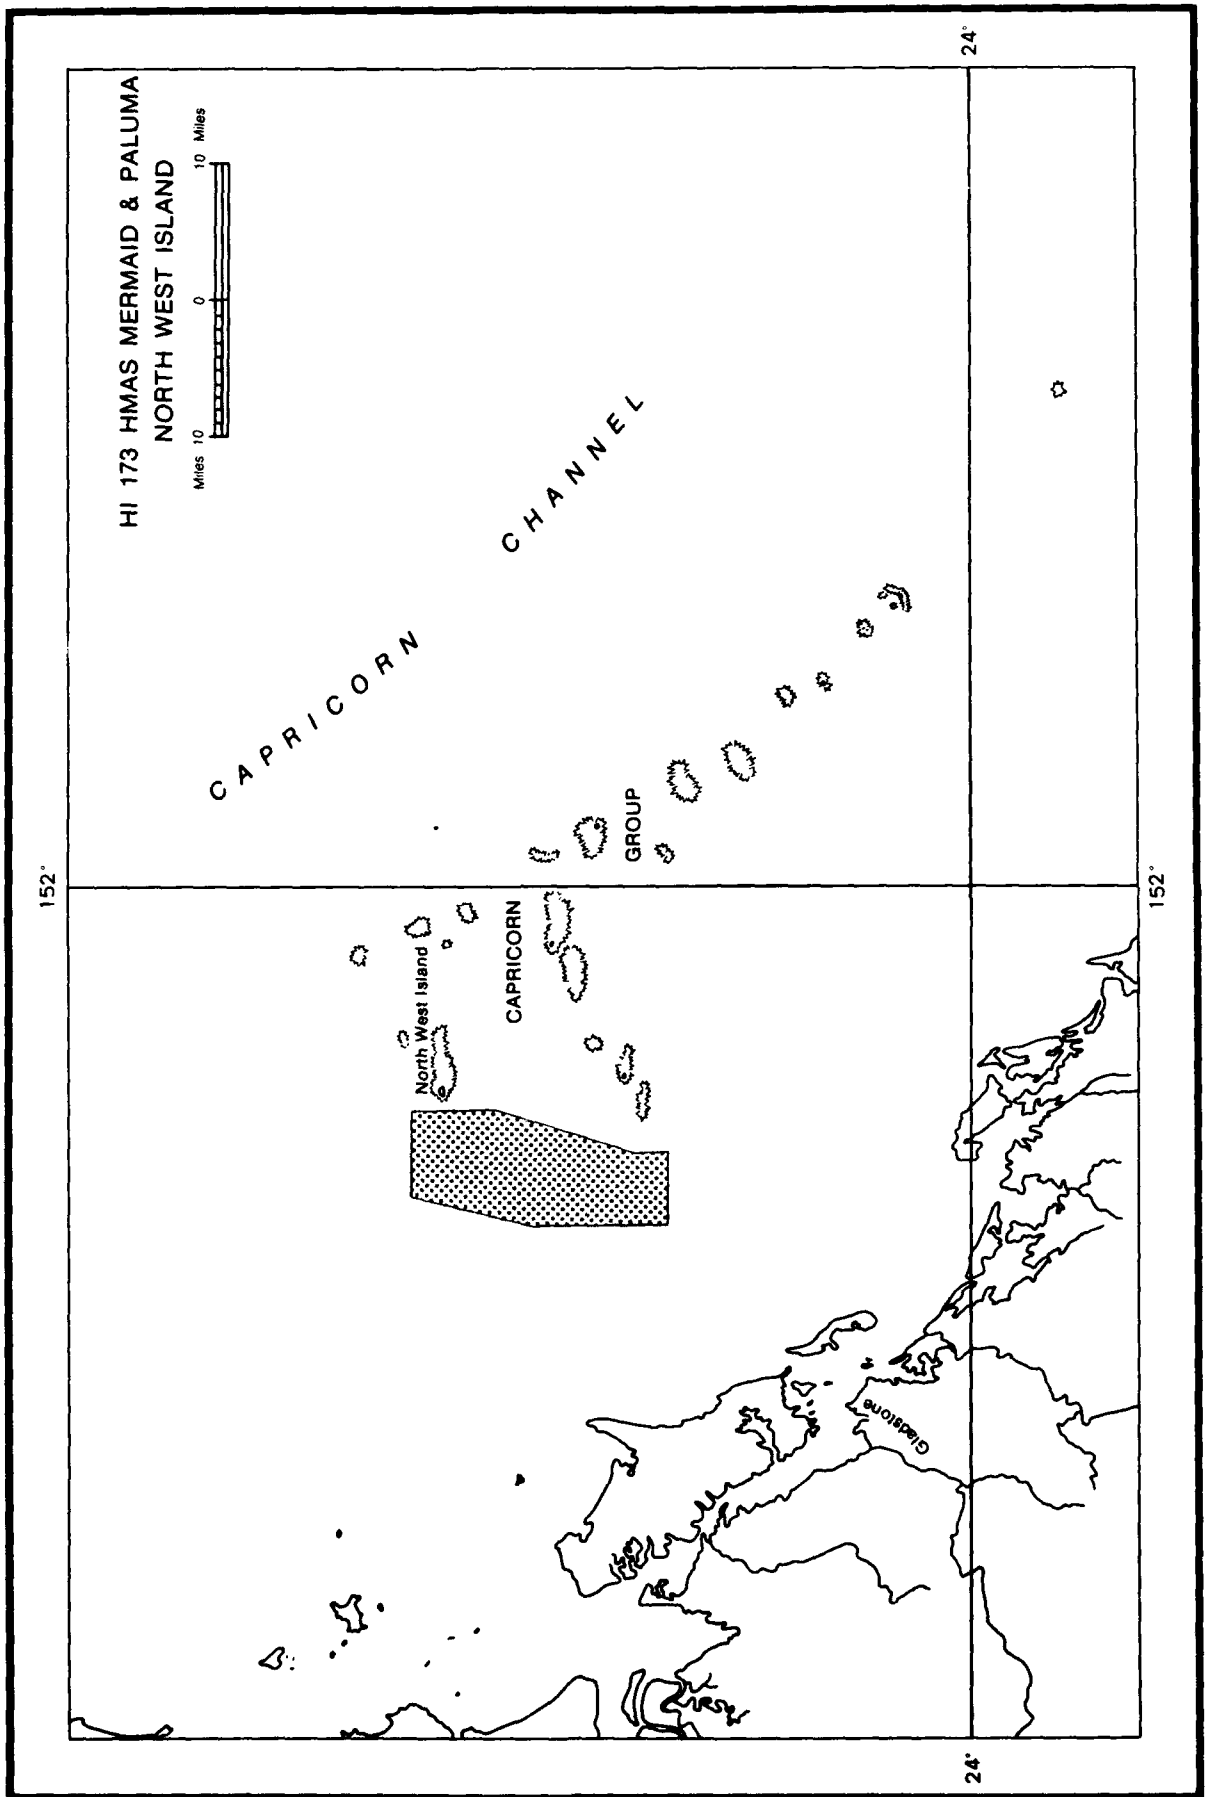 HI 173 HMAS MERMAID & PALUMA
NORTH WEST ISLAND
Miles 10 0 10 Miles
152°
24°
CAPRICORN CHANNEL
North West Island
CAPRICORN
GROUP
Gladstone
24°
152°